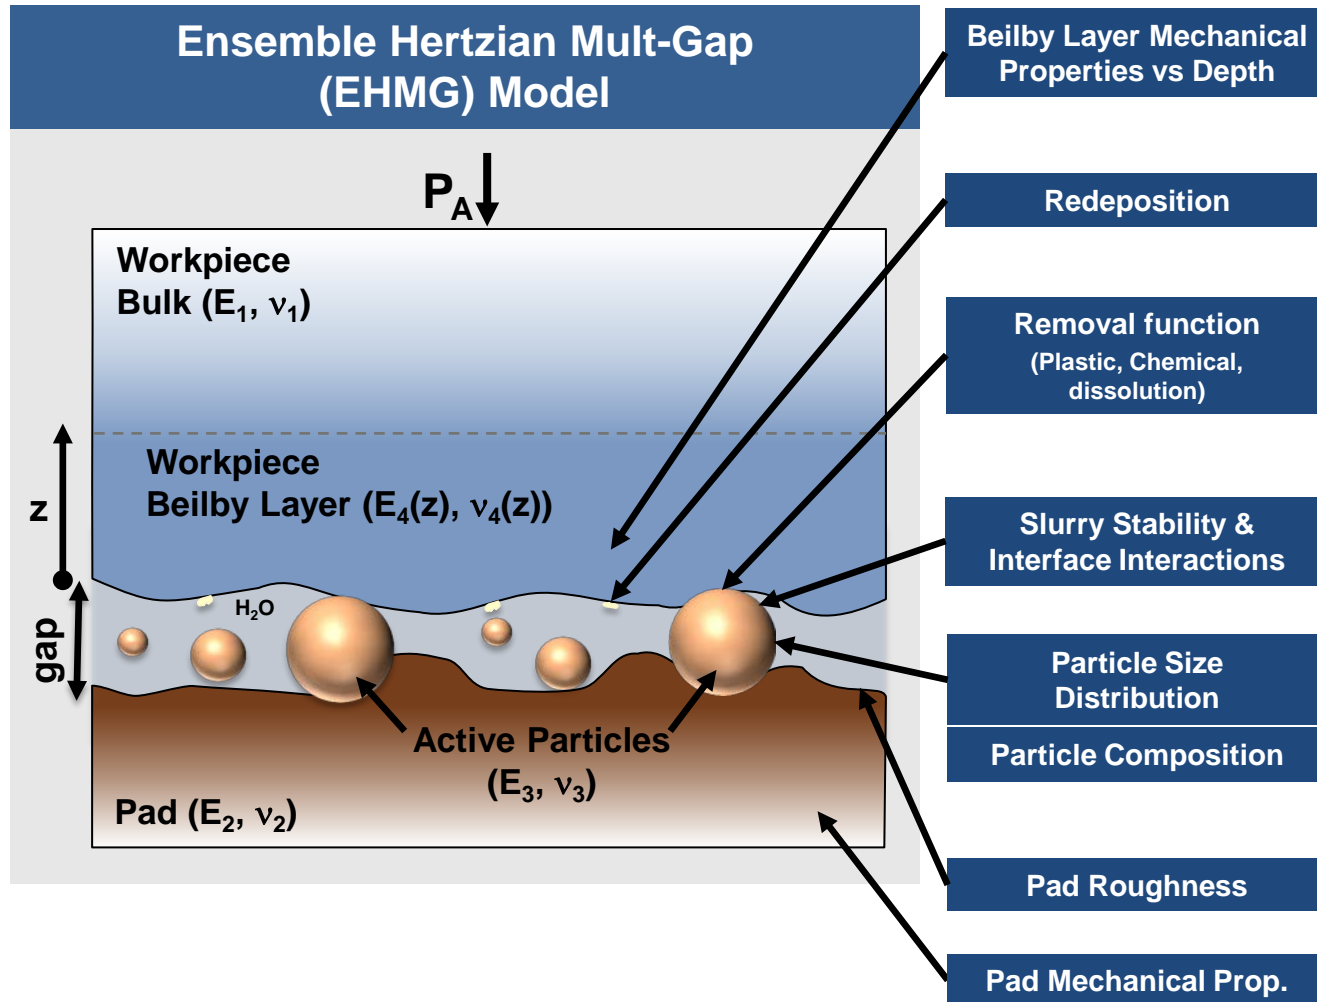 Ensemble Hertzian Mult-Gap
(EHMG) Model
P_A
Workpiece
Bulk (E₁, ν₁)
Workpiece
Beilby Layer (E₄(z), ν₄(z))
z
gap
H₂O
Active Particles
(E₃, ν₃)
Pad (E₂, ν₂)
Beilby Layer Mechanical
Properties vs Depth
Redeposition
Removal function
(Plastic, Chemical,
dissolution)
Slurry Stability &
Interface Interactions
Particle Size
Distribution
Particle Composition
Pad Roughness
Pad Mechanical Prop.